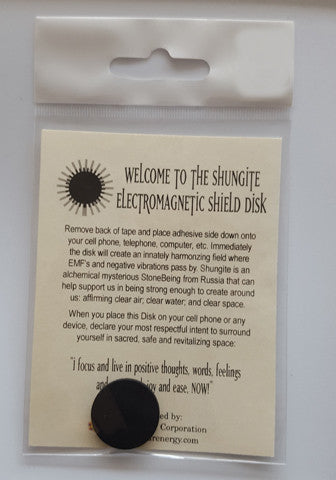 WELCOME TO THE SHUNGITE
ELECTROMAGNETIC SHIELD DISK
Remove back of tape and place adhesive side down onto
your cell phone, telephone, computer, etc. Immediately
the disk will create an innately harmonizing field where
EMF's and negative vibrations pass by. Shungite is an
alchemical mysterious StoneBeing from Russia that can
help support us in being strong enough to create around
us: affirming clear air; clear water; and clear space.
When you place this Disk on your cell phone or any
device, declare your most respectful intent to surround
yourself in sacred, safe and revitalizing space:
"I focus and live in positive thoughts, words, feelings
and ease. NOW!"
by:
Corporation
renergy.com